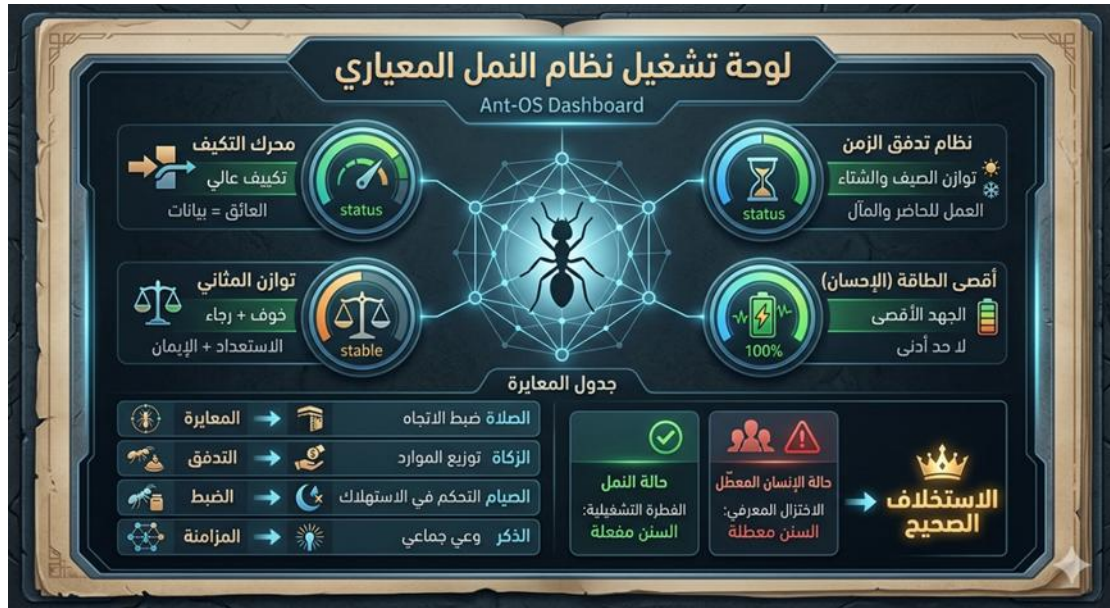 لوحة تشغيل نظام النمل المعياري
Ant-OS Dashboard
نظام تدفق الزمن
توازن الصيف والشتاء
العمل للحاضر والمآل
status
محرك التكيف
تكييف عالي
العائق = بيانات
status
أقصى الطاقة (الإحسان)
الجهد الأقصى
لا حد أدنى
100%
توازن المثاني
خوف + رجاء
الاستعداد + الإيمان
stable
جدول المعايرة
الصلاة ضبط الاتجاه المعايرة
الزكاة توزيع الموارد التدفق
الصيام التحكم في الاستهلاك الضبط
الذكر وعي جماعي المزامنة
حالة النمل
الفطرة التشغيلية:
السنن مفعلة
حالة الإنسان المعطّل
الاختزال المعرفي:
السنن معطلة
الاستخلاف
الصحيح